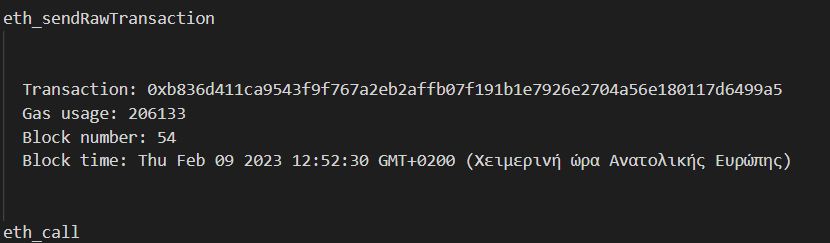 eth_sendRawTransaction
Transaction: 0xb836d411ca9543f9f767a2eb2affb07f191b1e7926e2704a56e180117d6499a5
Gas usage: 206133
Block number: 54
Block time: Thu Feb 09 2023 12:52:30 GMT+0200 (Χειμερινή ώρα Ανατολικής Ευρώπης)
eth_call